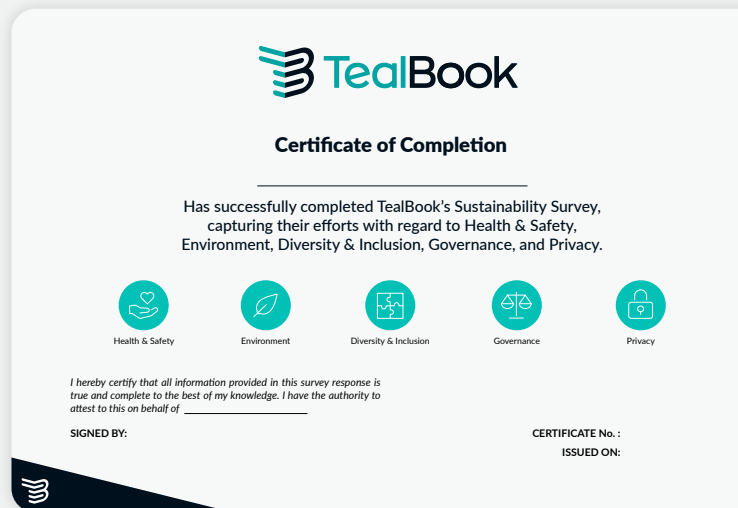 TealBook
Certificate of Completion
Has successfully completed TealBook's Sustainability Survey,
capturing their efforts with regard to Health & Safety,
Environment, Diversity & Inclusion, Governance, and Privacy.
Health & Safety
Environment
Diversity & Inclusion
Governance
Privacy
I hereby certify that all information provided in this survey response is
true and complete to the best of my knowledge. I have the authority to
attest to this on behalf of
SIGNED BY:
CERTIFICATE No. :
ISSUED ON: